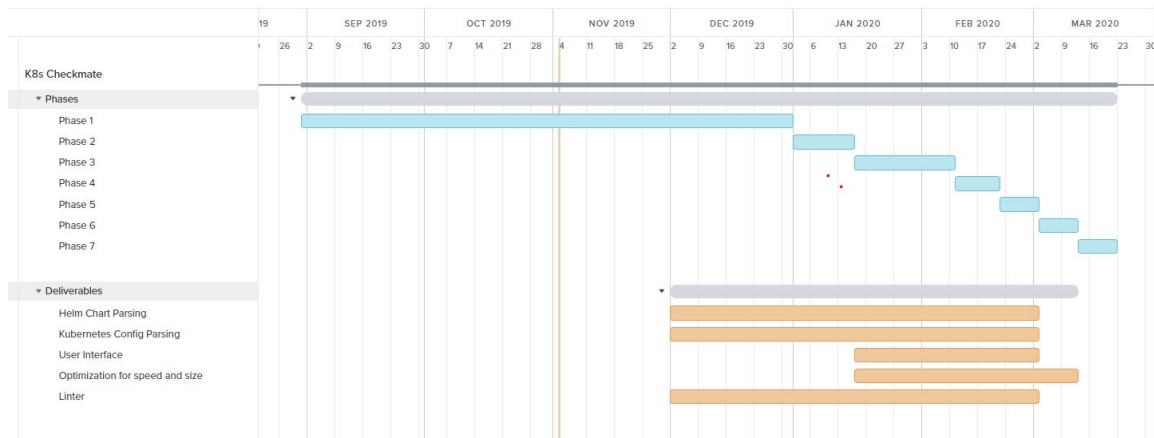 19 SEP 2019 OCT 2019 NOV 2019 DEC 2019 JAN 2020 FEB 2020 MAR 2020
26 2 9 16 23 30 7 14 21 28 4 11 18 25 2 9 16 23 30 6 13 20 27 3 10 17 24 2 9 16 23 30
K8s Checkmate
Phases
Phase 1
Phase 2
Phase 3
Phase 4
Phase 5
Phase 6
Phase 7
Deliverables
Helm Chart Parsing
Kubernetes Config Parsing
User Interface
Optimization for speed and size
Linter